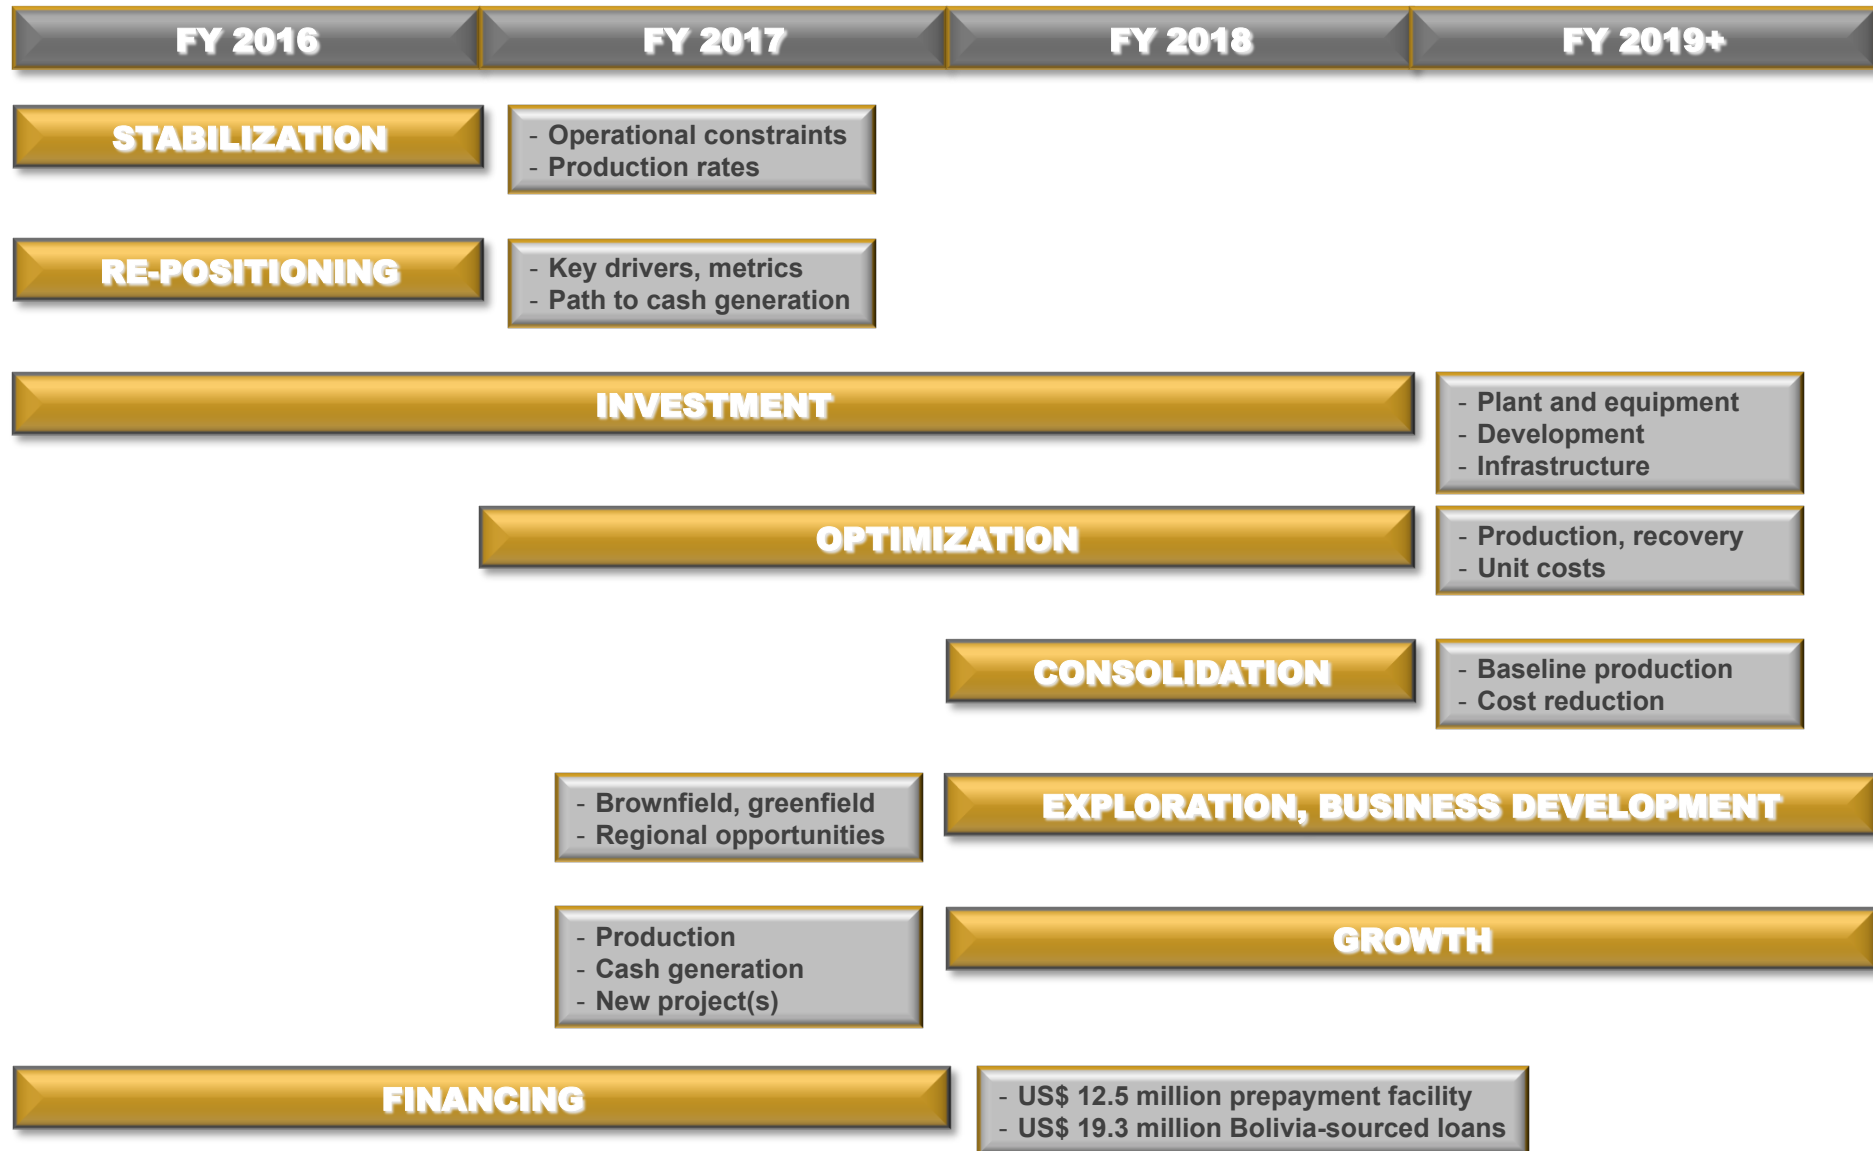 FY 2016
FY 2017
FY 2018
FY 2019+
STABILIZATION
- Operational constraints
- Production rates
RE-POSITIONING
- Key drivers, metrics
- Path to cash generation
INVESTMENT
- Plant and equipment
- Development
- Infrastructure
OPTIMIZATION
- Production, recovery
- Unit costs
CONSOLIDATION
- Baseline production
- Cost reduction
- Brownfield, greenfield
- Regional opportunities
EXPLORATION, BUSINESS DEVELOPMENT
- Production
- Cash generation
- New project(s)
GROWTH
FINANCING
- US$ 12.5 million prepayment facility
- US$ 19.3 million Bolivia-sourced loans